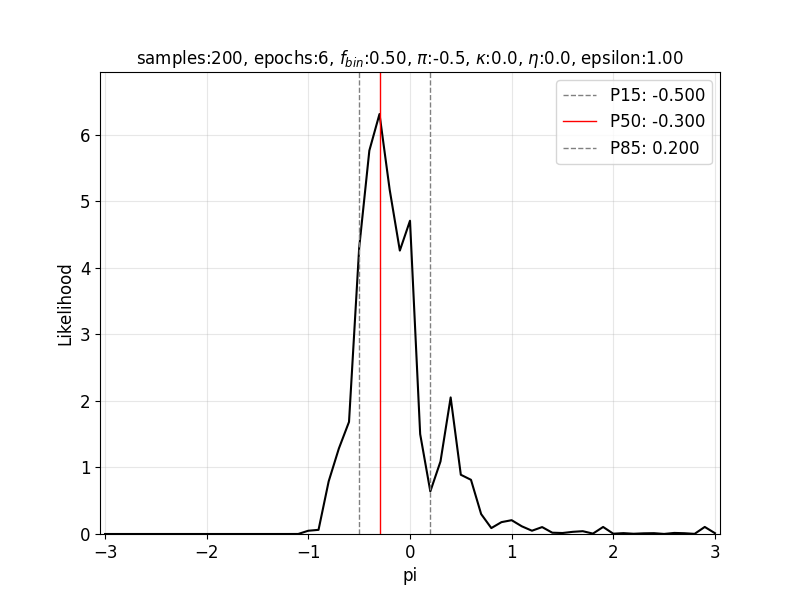 samples:200, epochs:6, f_bin:0.50, π:-0.5, κ:0.0, η:0.0, epsilon:1.00
P15: -0.500
P50: -0.300
P85: 0.200
Likelihood
6
5
4
3
2
1
0
−3 −2 −1 0 1 2 3
pi